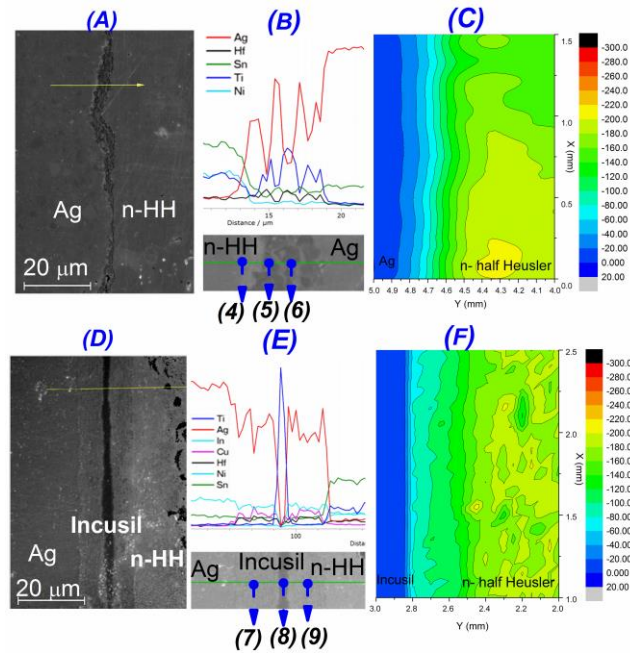 (A)
Ag
n-HH
20 μm
(B)
Ag
Hf
Sn
Ti
Ni
15
20
Distance / μm
n-HH
Ag
(4)
(5)
(6)
(C)
1.5
1.0
0.5
0.0
X (mm)
Ag
n- half Heusler
5.0 4.9 4.8 4.7 4.6 4.5 4.4 4.3 4.2 4.1 4.0
Y (mm)
-300.0
-280.0
-260.0
-240.0
-220.0
-200.0
-180.0
-160.0
-140.0
-120.0
-100.0
-80.00
-60.00
-40.00
-20.00
0.000
20.00
(D)
Incusil
Ag
n-HH
20 μm
(E)
Ti
Ag
In
Cu
Hf
Ni
Sn
100
Dista
Ag
Incusil
n-HH
(7)
(8)
(9)
(F)
2.5
2.0
1.5
1.0
X (mm)
Incusil
n- half Heusler
3.0 2.8 2.6 2.4 2.2 2.0
Y (mm)
-300.0
-280.0
-260.0
-240.0
-220.0
-200.0
-180.0
-160.0
-140.0
-120.0
-100.0
-80.00
-60.00
-40.00
-20.00
0.000
20.00